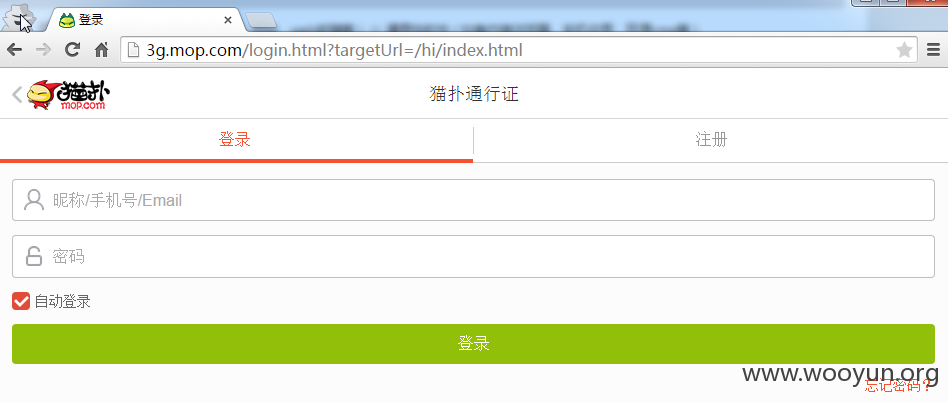 登录
3g.mop.com/login.html?targetUrl=/hi/index.html
猫扑
mop.com
猫扑通行证
登录
注册
昵称/手机号/Email
密码
自动登录
登录
www.wooyun.org
忘记密码?